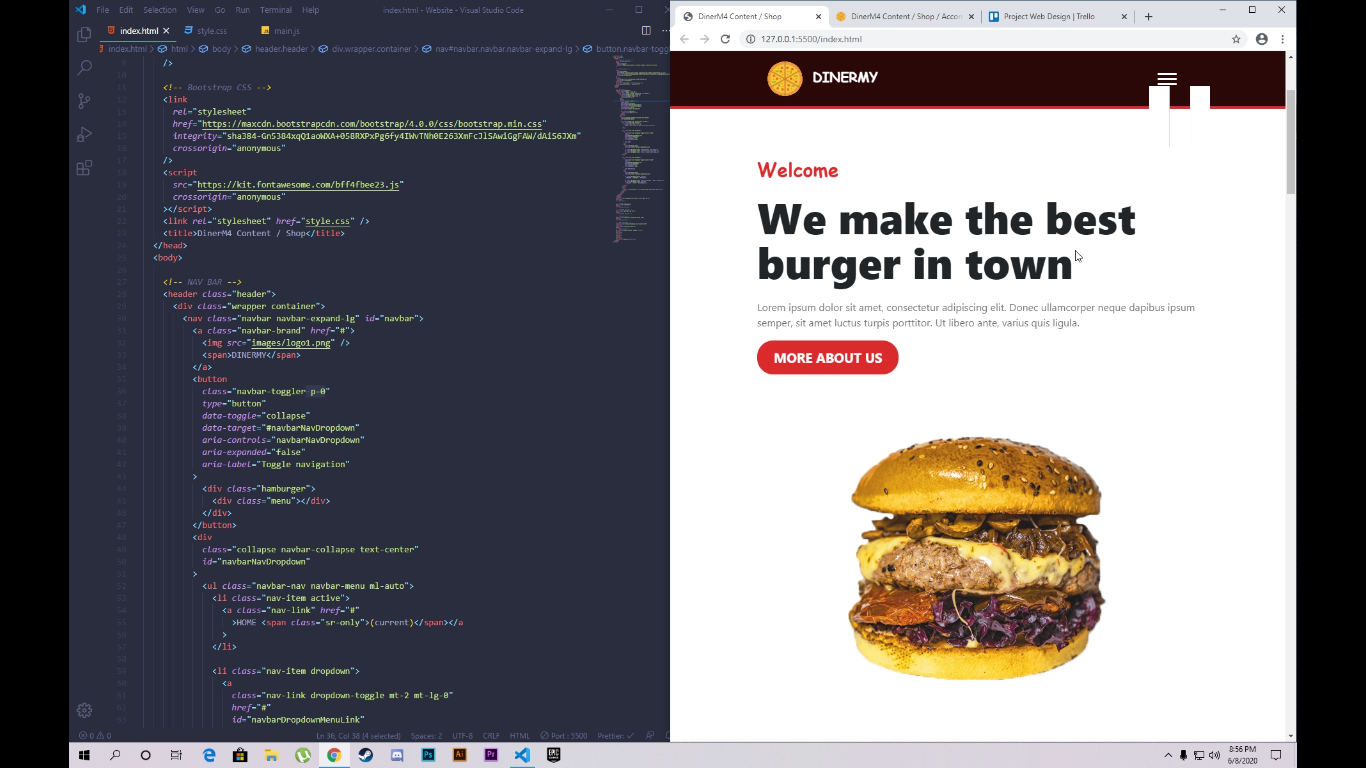 File Edit Selection View Go Run Terminal Help
index.html - Website - Visual Studio Code
index.html
style.css
main.js
index.html > html > body > header.header > div.wrapper.container > nav#navbar.navbar.navbar-expand-lg > button.navbar-togg
/>
<!-- Bootstrap CSS -->
<link
rel="stylesheet"
href="https://maxcdn.bootstrapcdn.com/bootstrap/4.0.0/css/bootstrap.min.css"
crossorigin="anonymous"
/>
<script
src="https://kit.fontawesome.com/bff4fbee23.js"
crossorigin="anonymous"
></script>
<link rel="stylesheet" href="style.css" />
<title>DinerM4 Content / Shop</title>
</head>
<body>
<!-- NAV BAR -->
<header class="header">
<div class="wrapper container">
<nav class="navbar navbar-expand-lg" id="navbar">
<a class="navbar-brand" href="#">
<img src="images/logo1.png" />
<span>DINERMY</span>
</a>
<button
class="navbar-toggler p-0"
type="button"
data-toggle="collapse"
data-target="#navbarNavDropdown"
aria-controls="navbarNavDropdown"
aria-expanded="false"
aria-label="Toggle navigation"
>
<div class="hamburger">
<div class="menu"></div>
</div>
</button>
<div
class="collapse navbar-collapse text-center"
id="navbarNavDropdown"
>
<ul class="navbar-nav navbar-menu ml-auto">
<li class="nav-item active">
<a class="nav-link" href="#"
>HOME <span class="sr-only">(current)</span></a
>
</li>
<li class="nav-item dropdown">
<a
class="nav-link dropdown-toggle mt-2 mt-lg-0"
href="#"
id="navbarDropdownMenuLink"
0 0 Ln 36, Col 38 (4 selected) Spaces: 2 UTF-8 CRLF HTML Port : 5500 Prettier: ✓
DinerM4 Content / Shop
DinerM4 Content / Shop / Accon
Project Web Design | Trello
127.0.0.1:5500/index.html
DINERMY
Welcome
We make the best
burger in town
Lorem ipsum dolor sit amet, consectetur adipiscing elit. Donec ullamcorper neque dapibus ipsum
semper, sit amet luctus turpis porttitor. Ut libero ante, varius quis ligula.
MORE ABOUT US
8:56 PM
6/8/2020